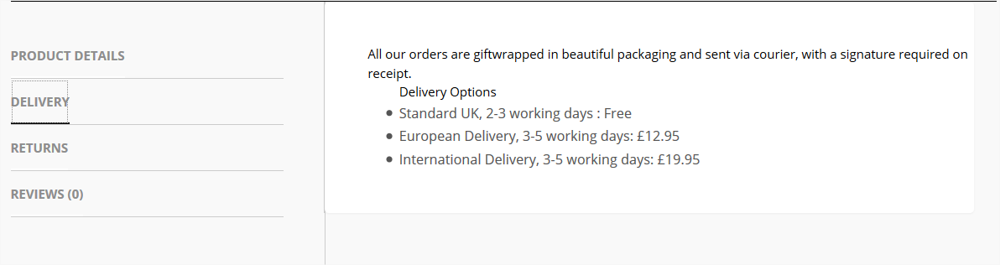 PRODUCT DETAILS
DELIVERY
RETURNS
REVIEWS (0)
All our orders are giftwrapped in beautiful packaging and sent via courier, with a signature required on
receipt.
Delivery Options
Standard UK, 2-3 working days : Free
European Delivery, 3-5 working days: £12.95
International Delivery, 3-5 working days: £19.95